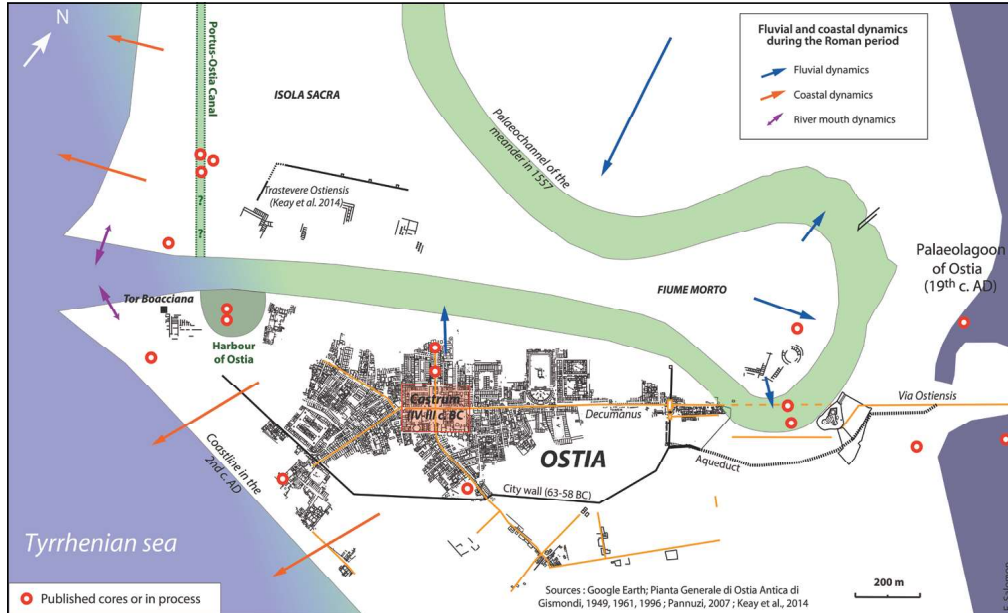 N
Portus-Ostia Canal
ISOLA SACRA
Palaeochannel of the
meander in 1557
Fluvial and coastal dynamics
during the Roman period
Fluvial dynamics
Coastal dynamics
River mouth dynamics
Trastevere Ostiensis
(Keay et al. 2014)
?
?
Palaeolagoon
of Ostia
(19th c. AD)
Tor Boacciana
FIUME MORTO
Harbour
of Ostia
Castrum
(IV-III c. BC)
Decumanus
Via Ostiensis
OSTIA
Aqueduct
Coastline in the
2nd c. AD
City wall (63-58 BC)
Tyrrhenian sea
Published cores or in process
Sources : Google Earth; Pianta Generale di Ostia Antica di
Gismondi, 1949, 1961, 1996 ; Pannuzi, 2007 ; Keay et al., 2014
200 m